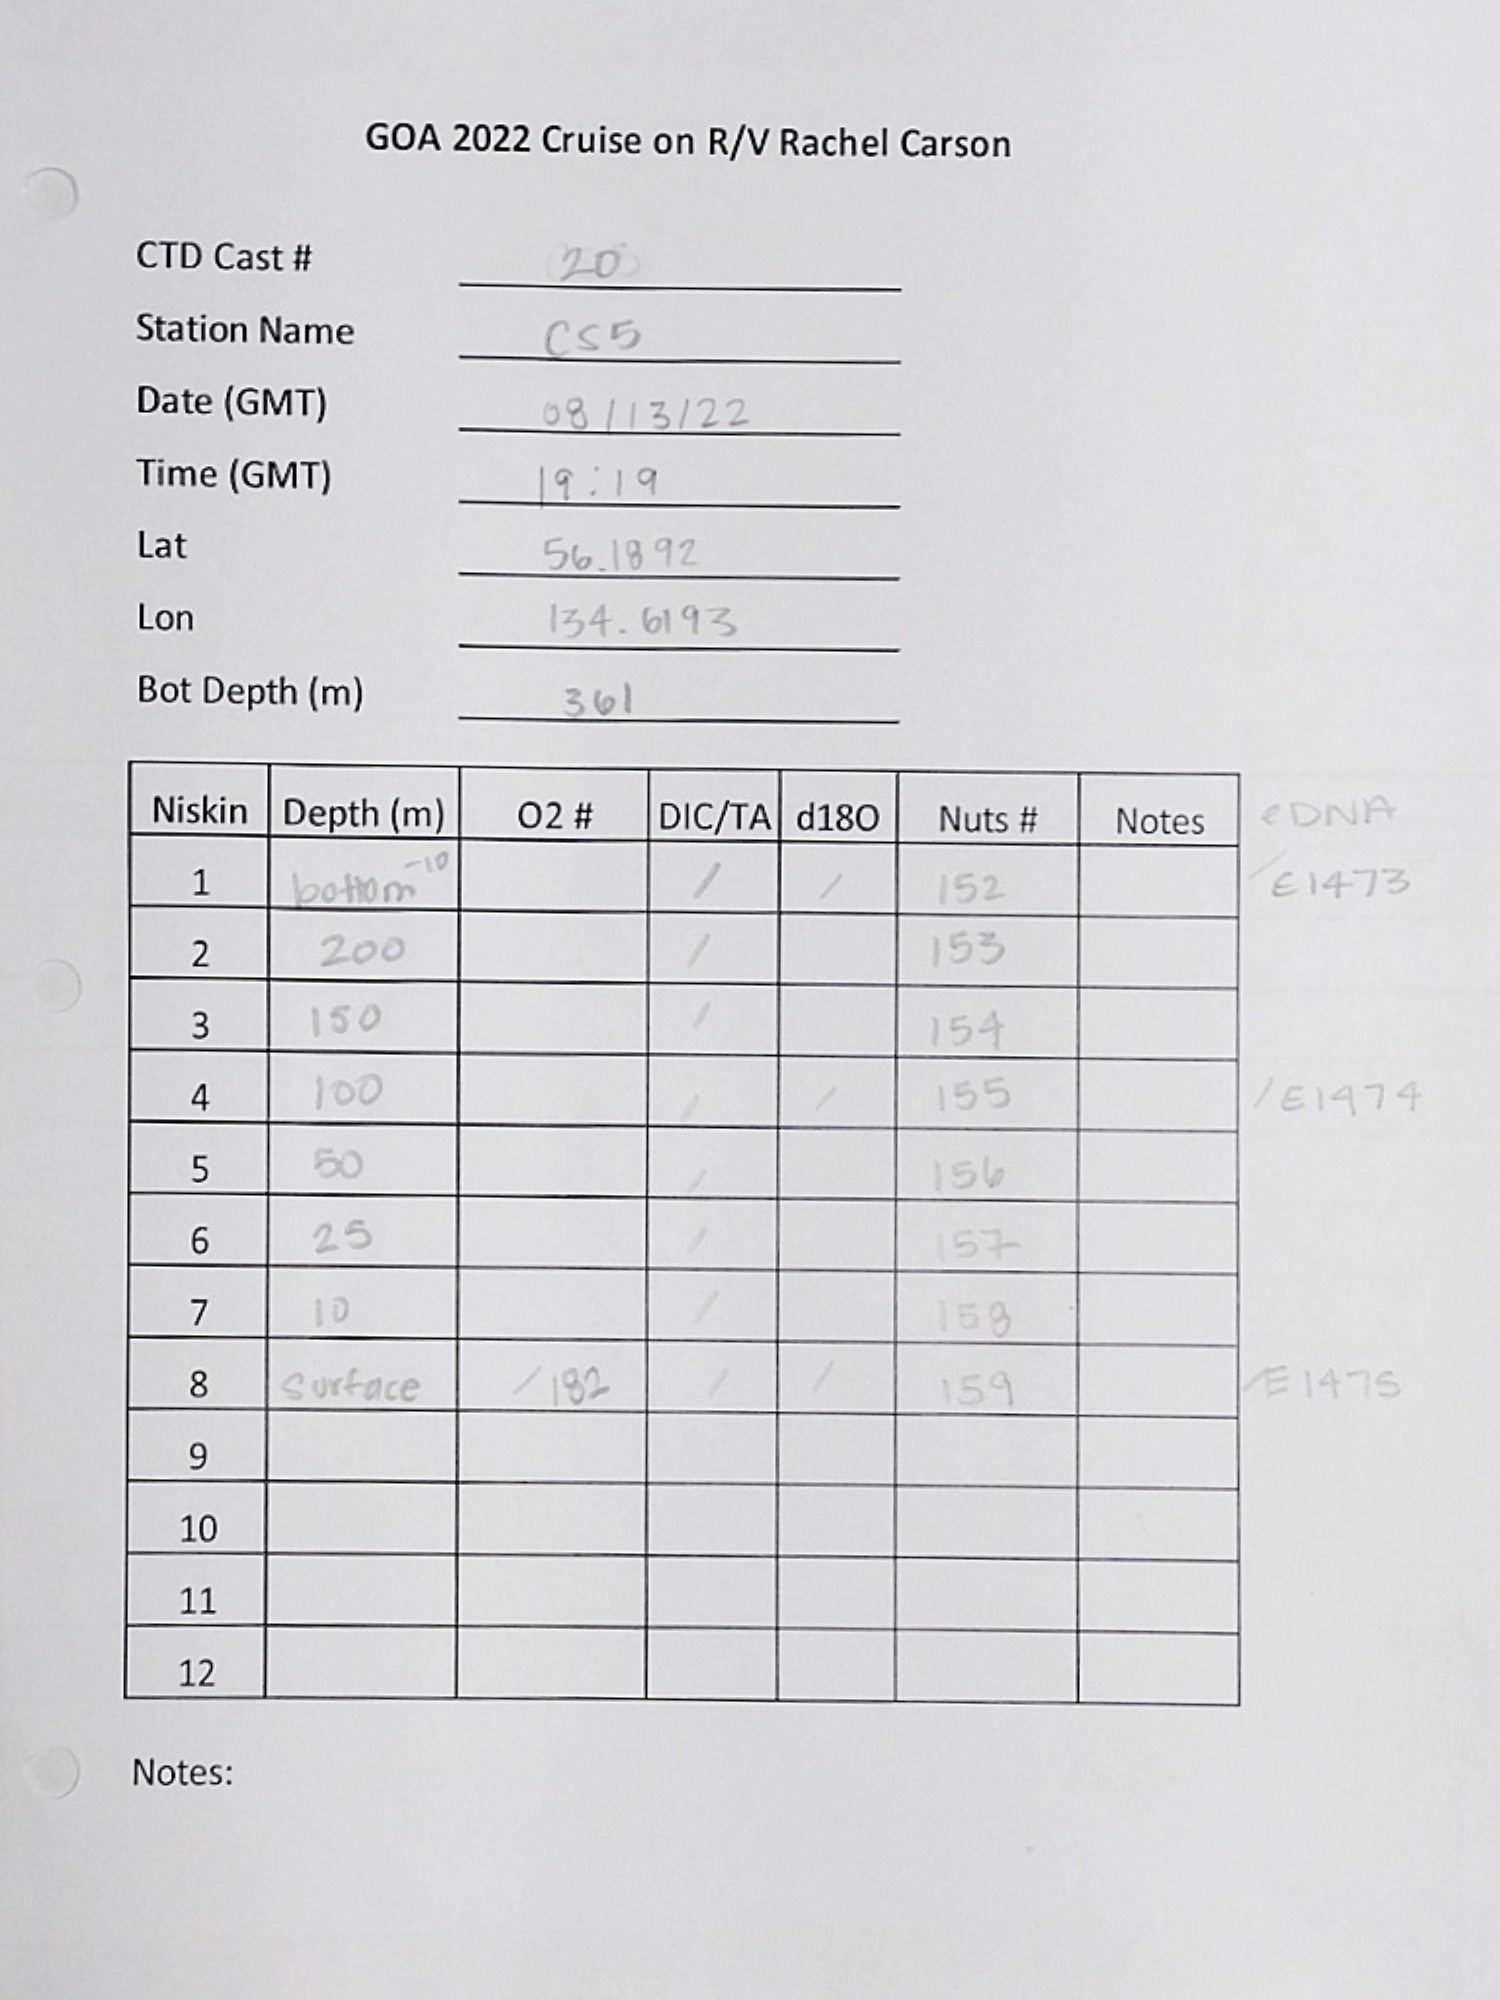 GOA 2022 Cruise on R/V Rachel Carson
CTD Cast # 20
Station Name CS5
Date (GMT) 08/13/22
Time (GMT) 19:19
Lat 56.1892
Lon 134.6193
Bot Depth (m) 361
Niskin Depth (m) O2 # DIC/TA d18O Nuts # Notes eDNA
1 bottom -10 / / 152 / E1473
2 200 / 153
3 150 / 154
4 100 / / 155 / E1474
5 50 / 156
6 25 / 157
7 10 / 158
8 Surface / 182 / / 159 / E1475
9
10
11
12
Notes: